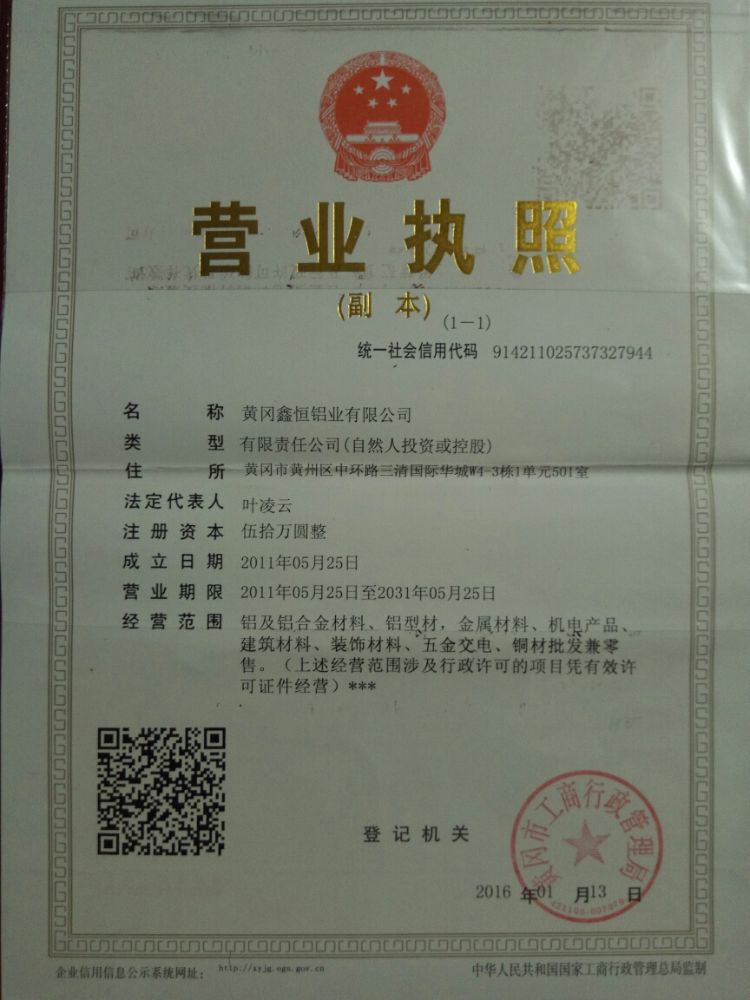 营业执照
(副 本)
(1-1)
统一社会信用代码 914211025737327944
名 称 黄冈鑫恒铝业有限公司
类 型 有限责任公司(自然人投资或控股)
住 所 黄冈市黄州区中环路三清国际华城W4-3栋1单元501室
法定代表人 叶凌云
注册资本 伍拾万圆整
成立日期 2011年05月25日
营业期限 2011年05月25日至2031年05月25日
经营范围 铝及铝合金材料、铝型材,金属材料、机电产品、
建筑材料、装饰材料、五金交电、铜材批发兼零
售。(上述经营范围涉及行政许可的项目凭有效许
可证件经营)***
登记机关
黄冈市工商行政管理局
2016 年01 月13 日
企业信用信息公示系统网址: http://xyjg.egs.gov.cn
中华人民共和国国家工商行政管理总局监制